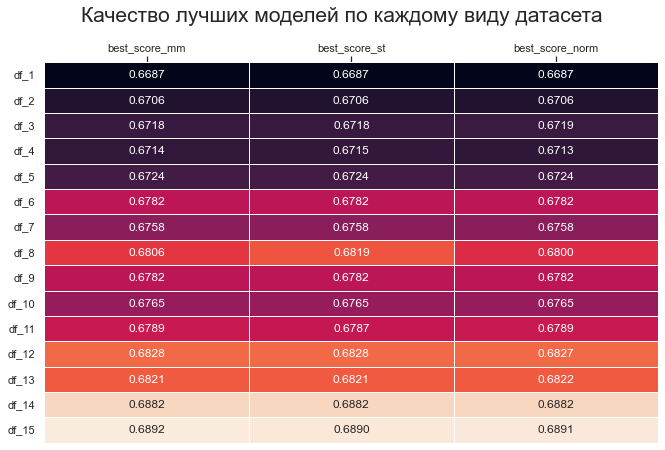 Качество лучших моделей по каждому виду датасета
best_score_mm best_score_st best_score_norm
df_1 0.6687 0.6687 0.6687
df_2 0.6706 0.6706 0.6706
df_3 0.6718 0.6718 0.6719
df_4 0.6714 0.6715 0.6713
df_5 0.6724 0.6724 0.6724
df_6 0.6782 0.6782 0.6782
df_7 0.6758 0.6758 0.6758
df_8 0.6806 0.6819 0.6800
df_9 0.6782 0.6782 0.6782
df_10 0.6765 0.6765 0.6765
df_11 0.6789 0.6787 0.6789
df_12 0.6828 0.6828 0.6827
df_13 0.6821 0.6821 0.6822
df_14 0.6882 0.6882 0.6882
df_15 0.6892 0.6890 0.6891